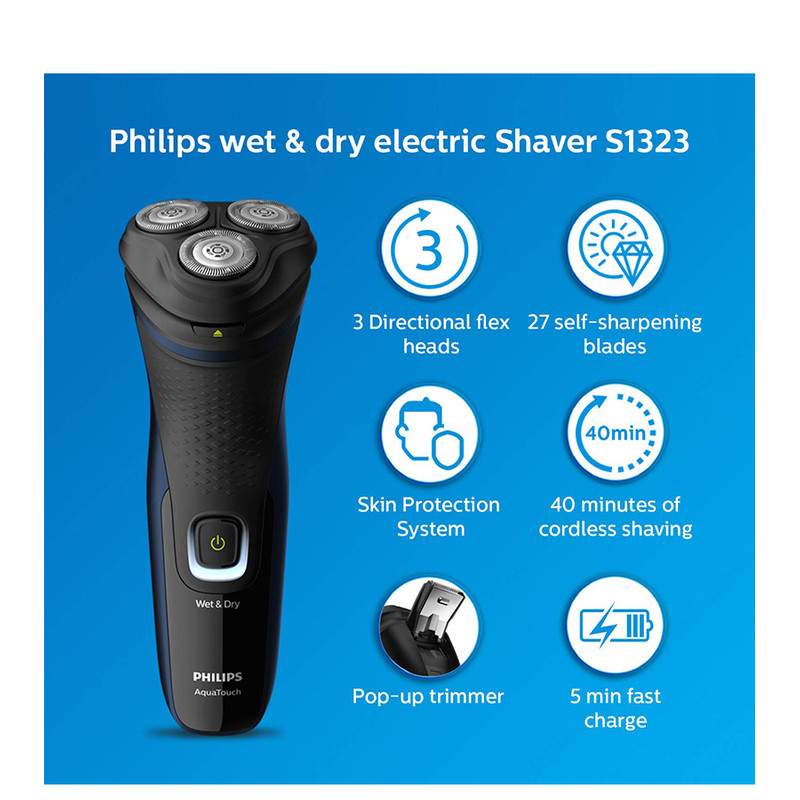 Philips wet & dry electric Shaver S1323
3
3 Directional flex
heads
27 self-sharpening
blades
40min
Skin Protection
System
40 minutes of
cordless shaving
Wet & Dry
PHILIPS
AquaTouch
Pop-up trimmer
5 min fast
charge